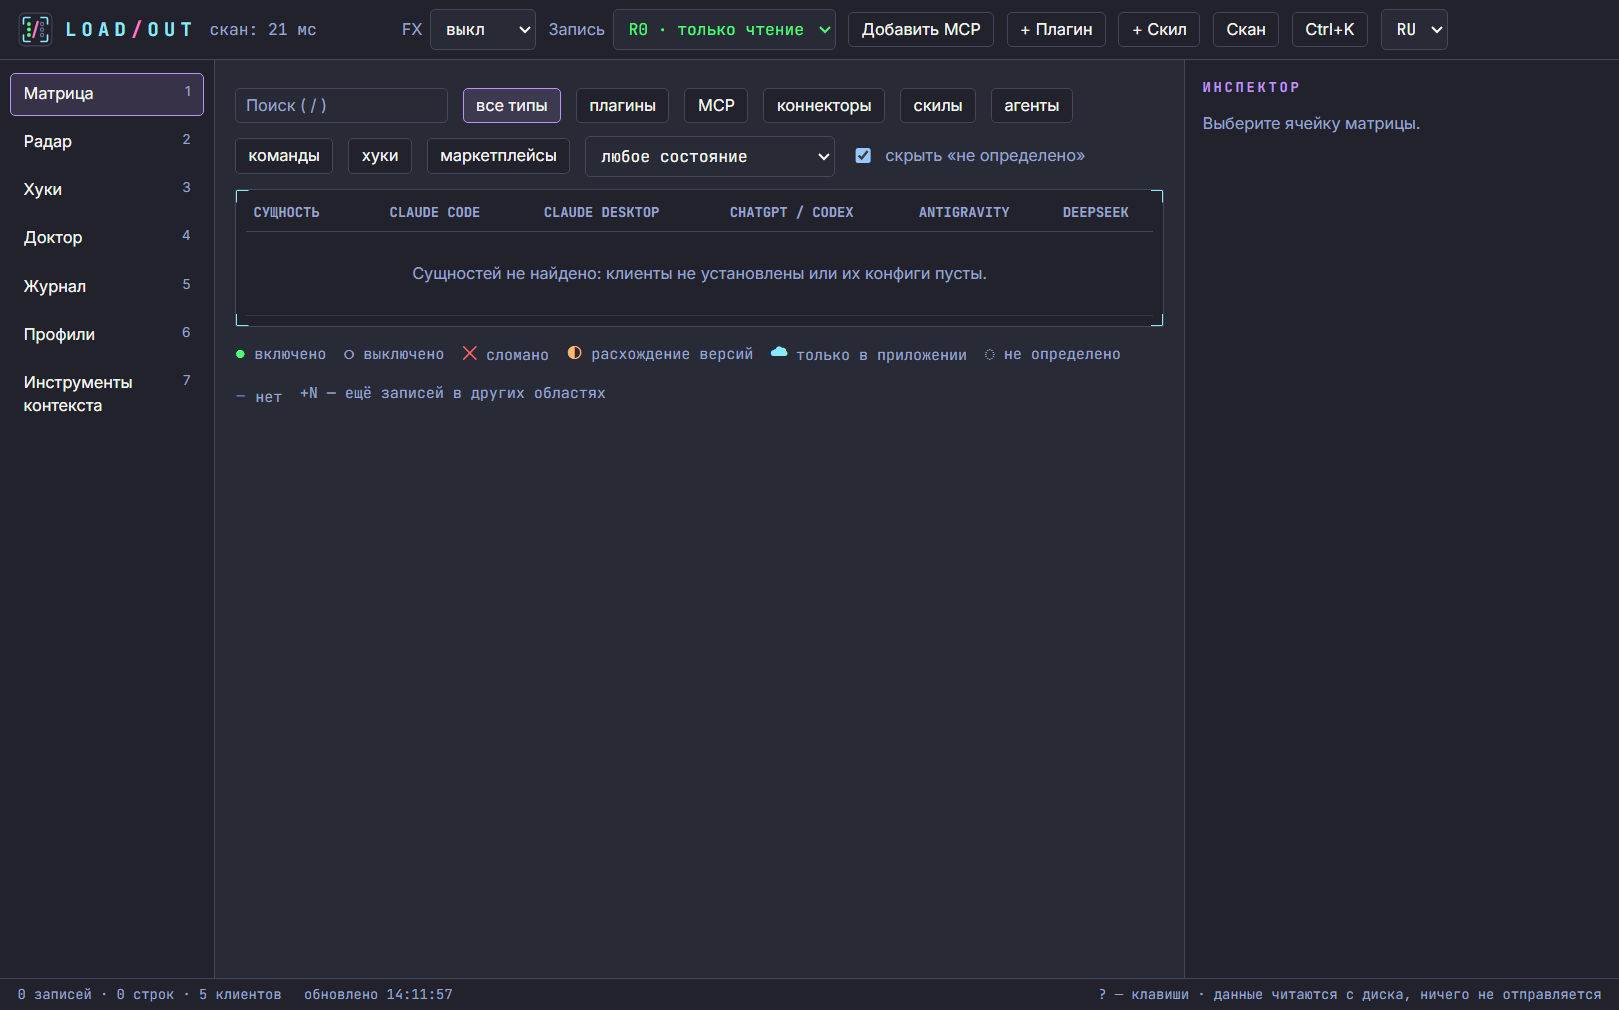 LOAD/OUT скан: 21 мс FX выкл Запись R0 · только чтение Добавить MCP + Плагин + Скил Скан Ctrl+K RU
Матрица 1
Радар 2
Хуки 3
Доктор 4
Журнал 5
Профили 6
Инструменты контекста 7
Поиск ( / ) все типы плагины MCP коннекторы скилы агенты
команды хуки маркетплейсы любое состояние скрыть «не определено»
СУЩНОСТЬ CLAUDE CODE CLAUDE DESKTOP CHATGPT / CODEX ANTIGRAVITY DEEPSEEK
Сущностей не найдено: клиенты не установлены или их конфиги пусты.
включено выключено сломано расхождение версий только в приложении не определено
— нет +N — ещё записей в других областях
ИНСПЕКТОР
Выберите ячейку матрицы.
0 записей · 0 строк · 5 клиентов обновлено 14:11:57
? — клавиши · данные читаются с диска, ничего не отправляется